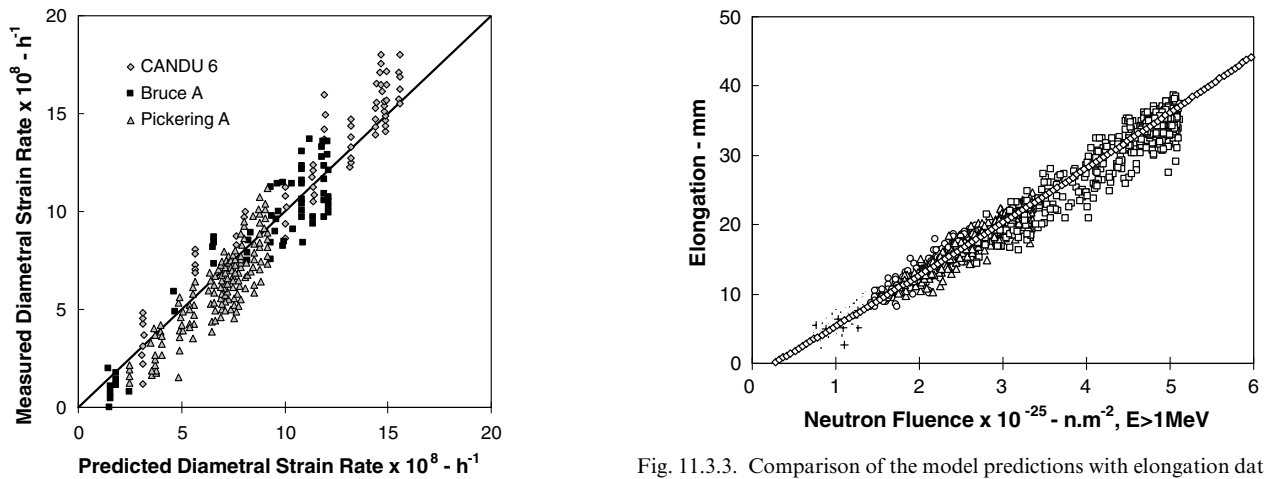 20
15
10
5
0
0
5
10
15
20
Measured Diametral Strain Rate x 10⁸ - h⁻¹
CANDU 6
Bruce A
Pickering A
Predicted Diametral Strain Rate x 10⁸ - h⁻¹
50
40
30
20
10
0
0
1
2
3
4
5
6
Elongation - mm
Neutron Fluence x 10⁻²⁵ - n.m⁻², E>1MeV
Fig. 11.3.3. Comparison of the model predictions with elongation dat